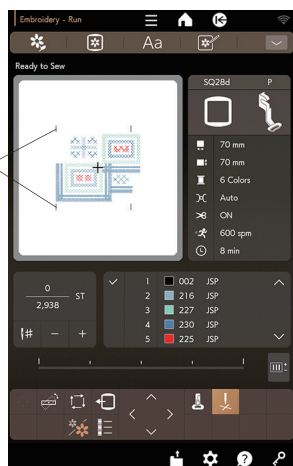 Embroidery - Run
Aa
Ready to Sew
SQ28d P
70 mm
70 mm
6 Colors
Auto
ON
600 spm
8 min
0
2,938
ST
1 002 JSP
2 216 JSP
3 227 JSP
4 230 JSP
5 225 JSP
# - +
?